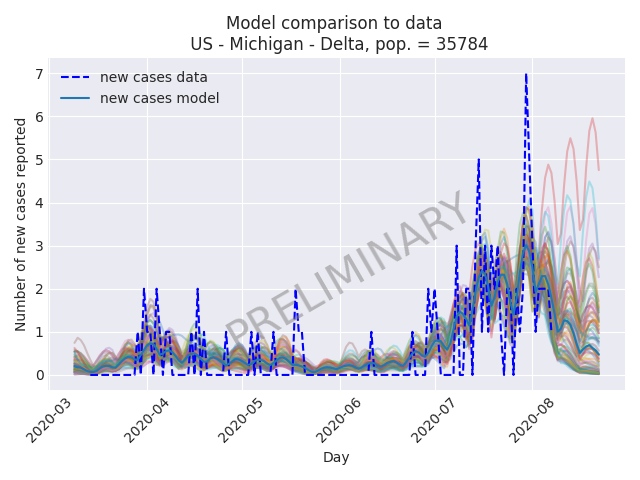 Model comparison to data
US - Michigan - Delta, pop. = 35784
new cases data
new cases model
PRELIMINARY
Number of new cases reported
7
6
5
4
3
2
1
0
2020-03
2020-04
2020-05
2020-06
2020-07
2020-08
Day